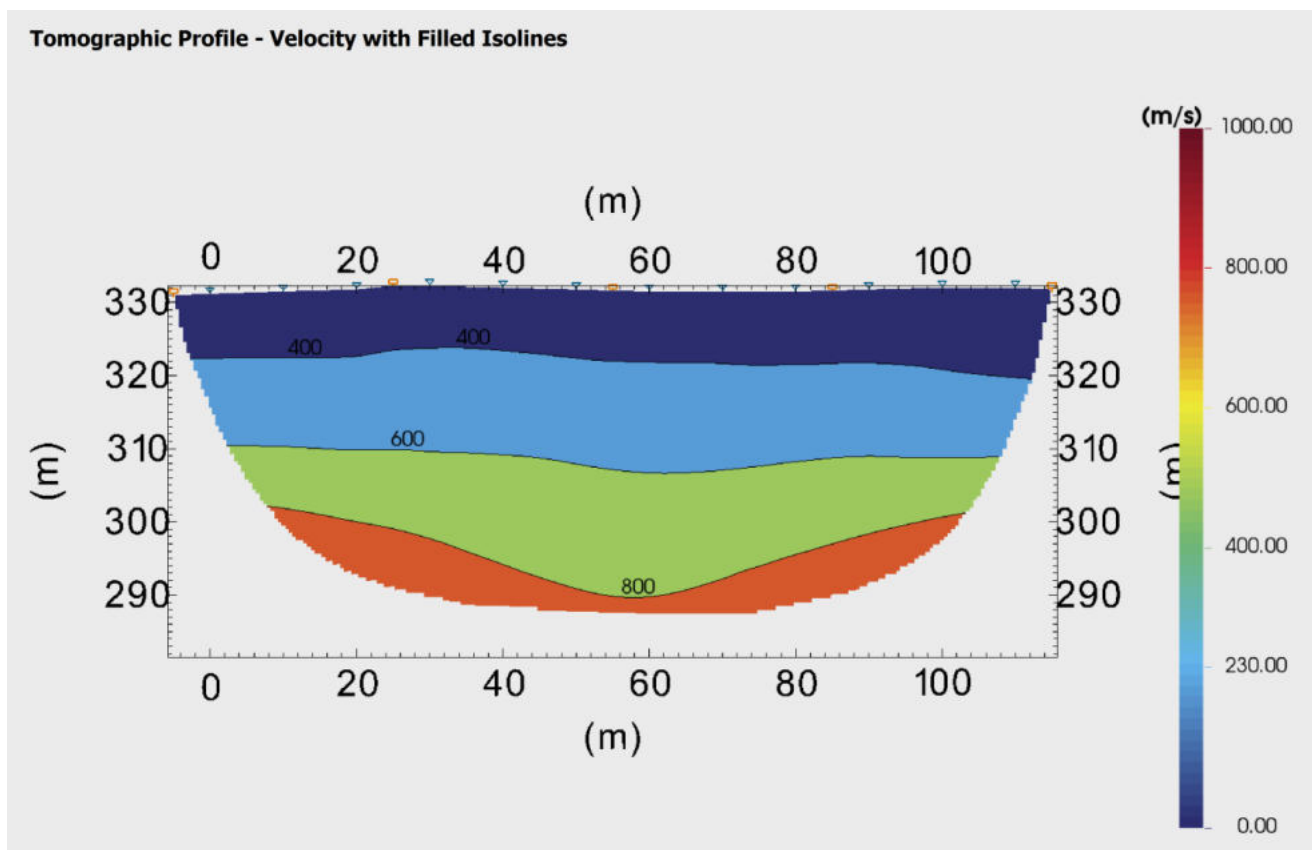 Tomographic Profile - Velocity with Filled Isolines
(m/s)
1000.00
(m)
0 20 40 60 80 100
330 330
400 400
320 320
310 310
600
(m) (m)
300 300
290 290
800
0 20 40 60 80 100
(m)
800.00
600.00
400.00
230.00
0.00